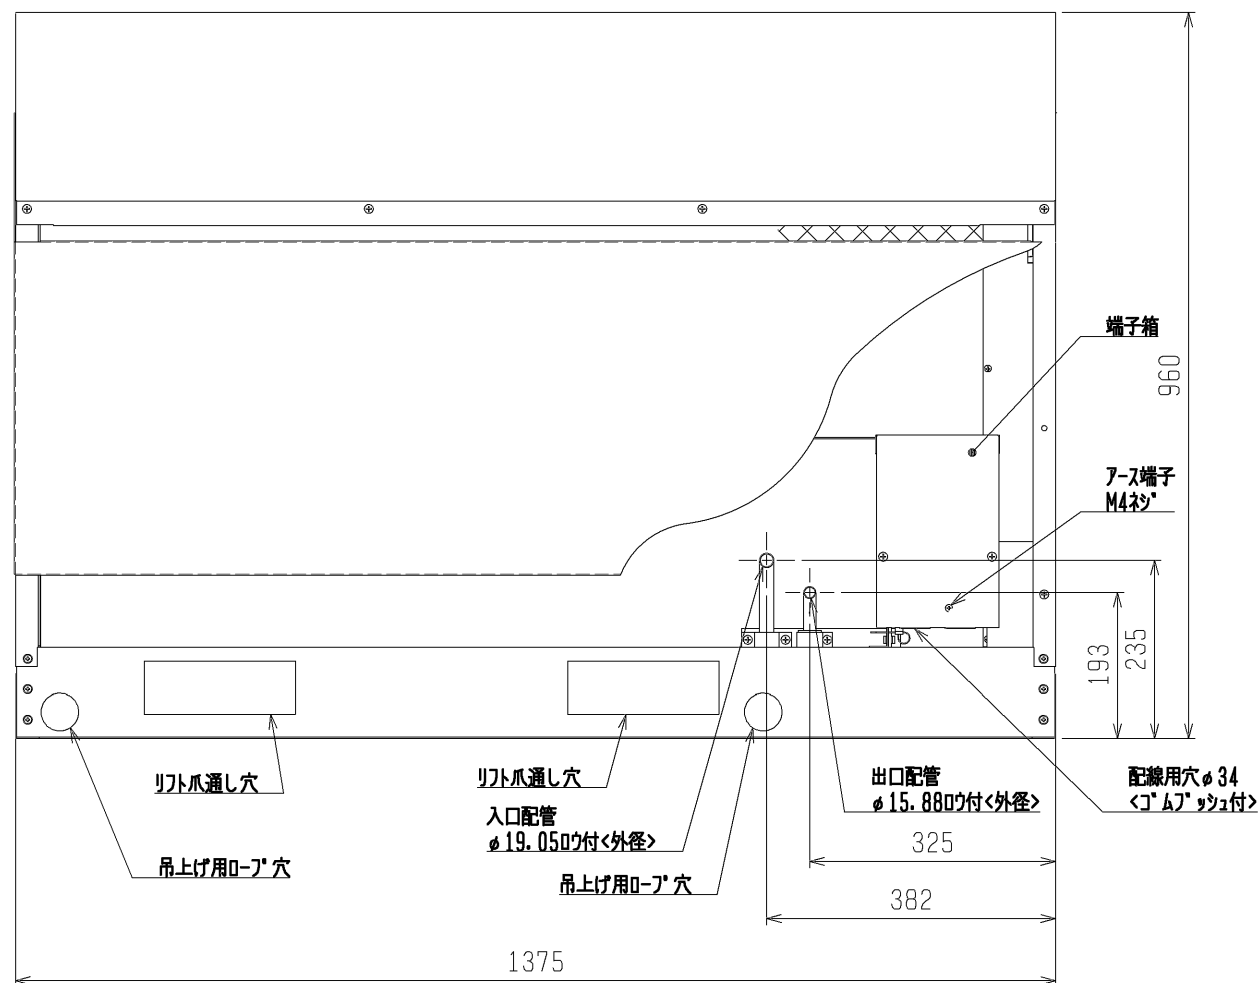 端子箱
960
アース端子
M4ネジ
193
235
リフト爪通し穴
リフト爪通し穴
出口配管
φ15.88ロウ付<外径>
配線用穴φ34
<ゴムブッシュ付>
入口配管
φ19.05ロウ付<外径>
325
吊上げ用ロープ穴
吊上げ用ロープ穴
382
1375